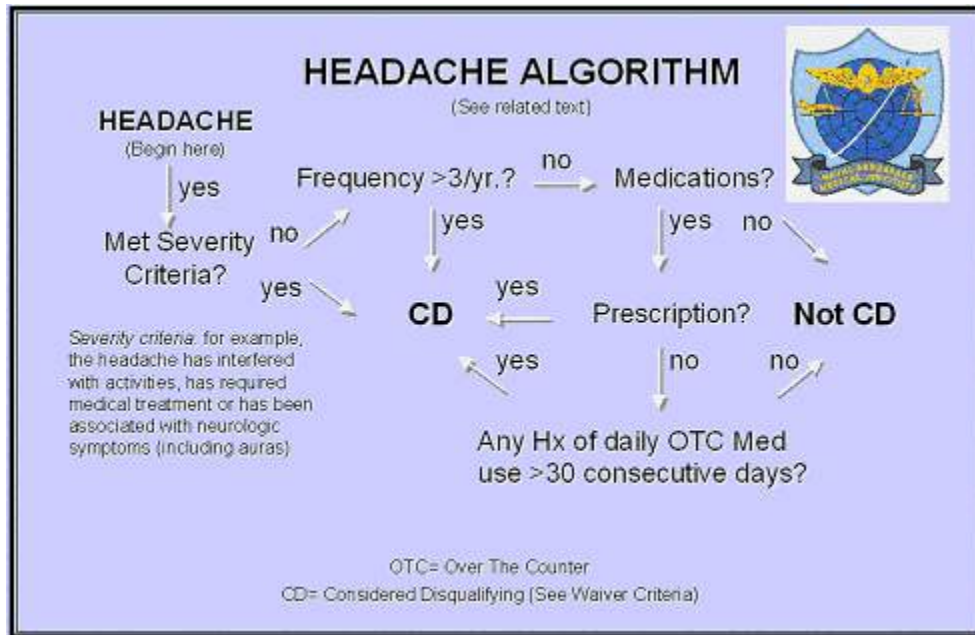 HEADACHE ALGORITHM
(See related text)
HEADACHE
(Begin here)
yes
Met Severity
Criteria?
no
yes
Frequency >3/yr.?
no
yes
Medications?
yes
no
CD
yes
Prescription?
Not CD
yes
no
no
Any Hx of daily OTC Med
use >30 consecutive days?
Severity criteria: for example,
the headache has interfered
with activities, has required
medical treatment or has been
associated with neurologic
symptoms (including auras)
OTC= Over The Counter
CD= Considered Disqualifying (See Waiver Criteria)